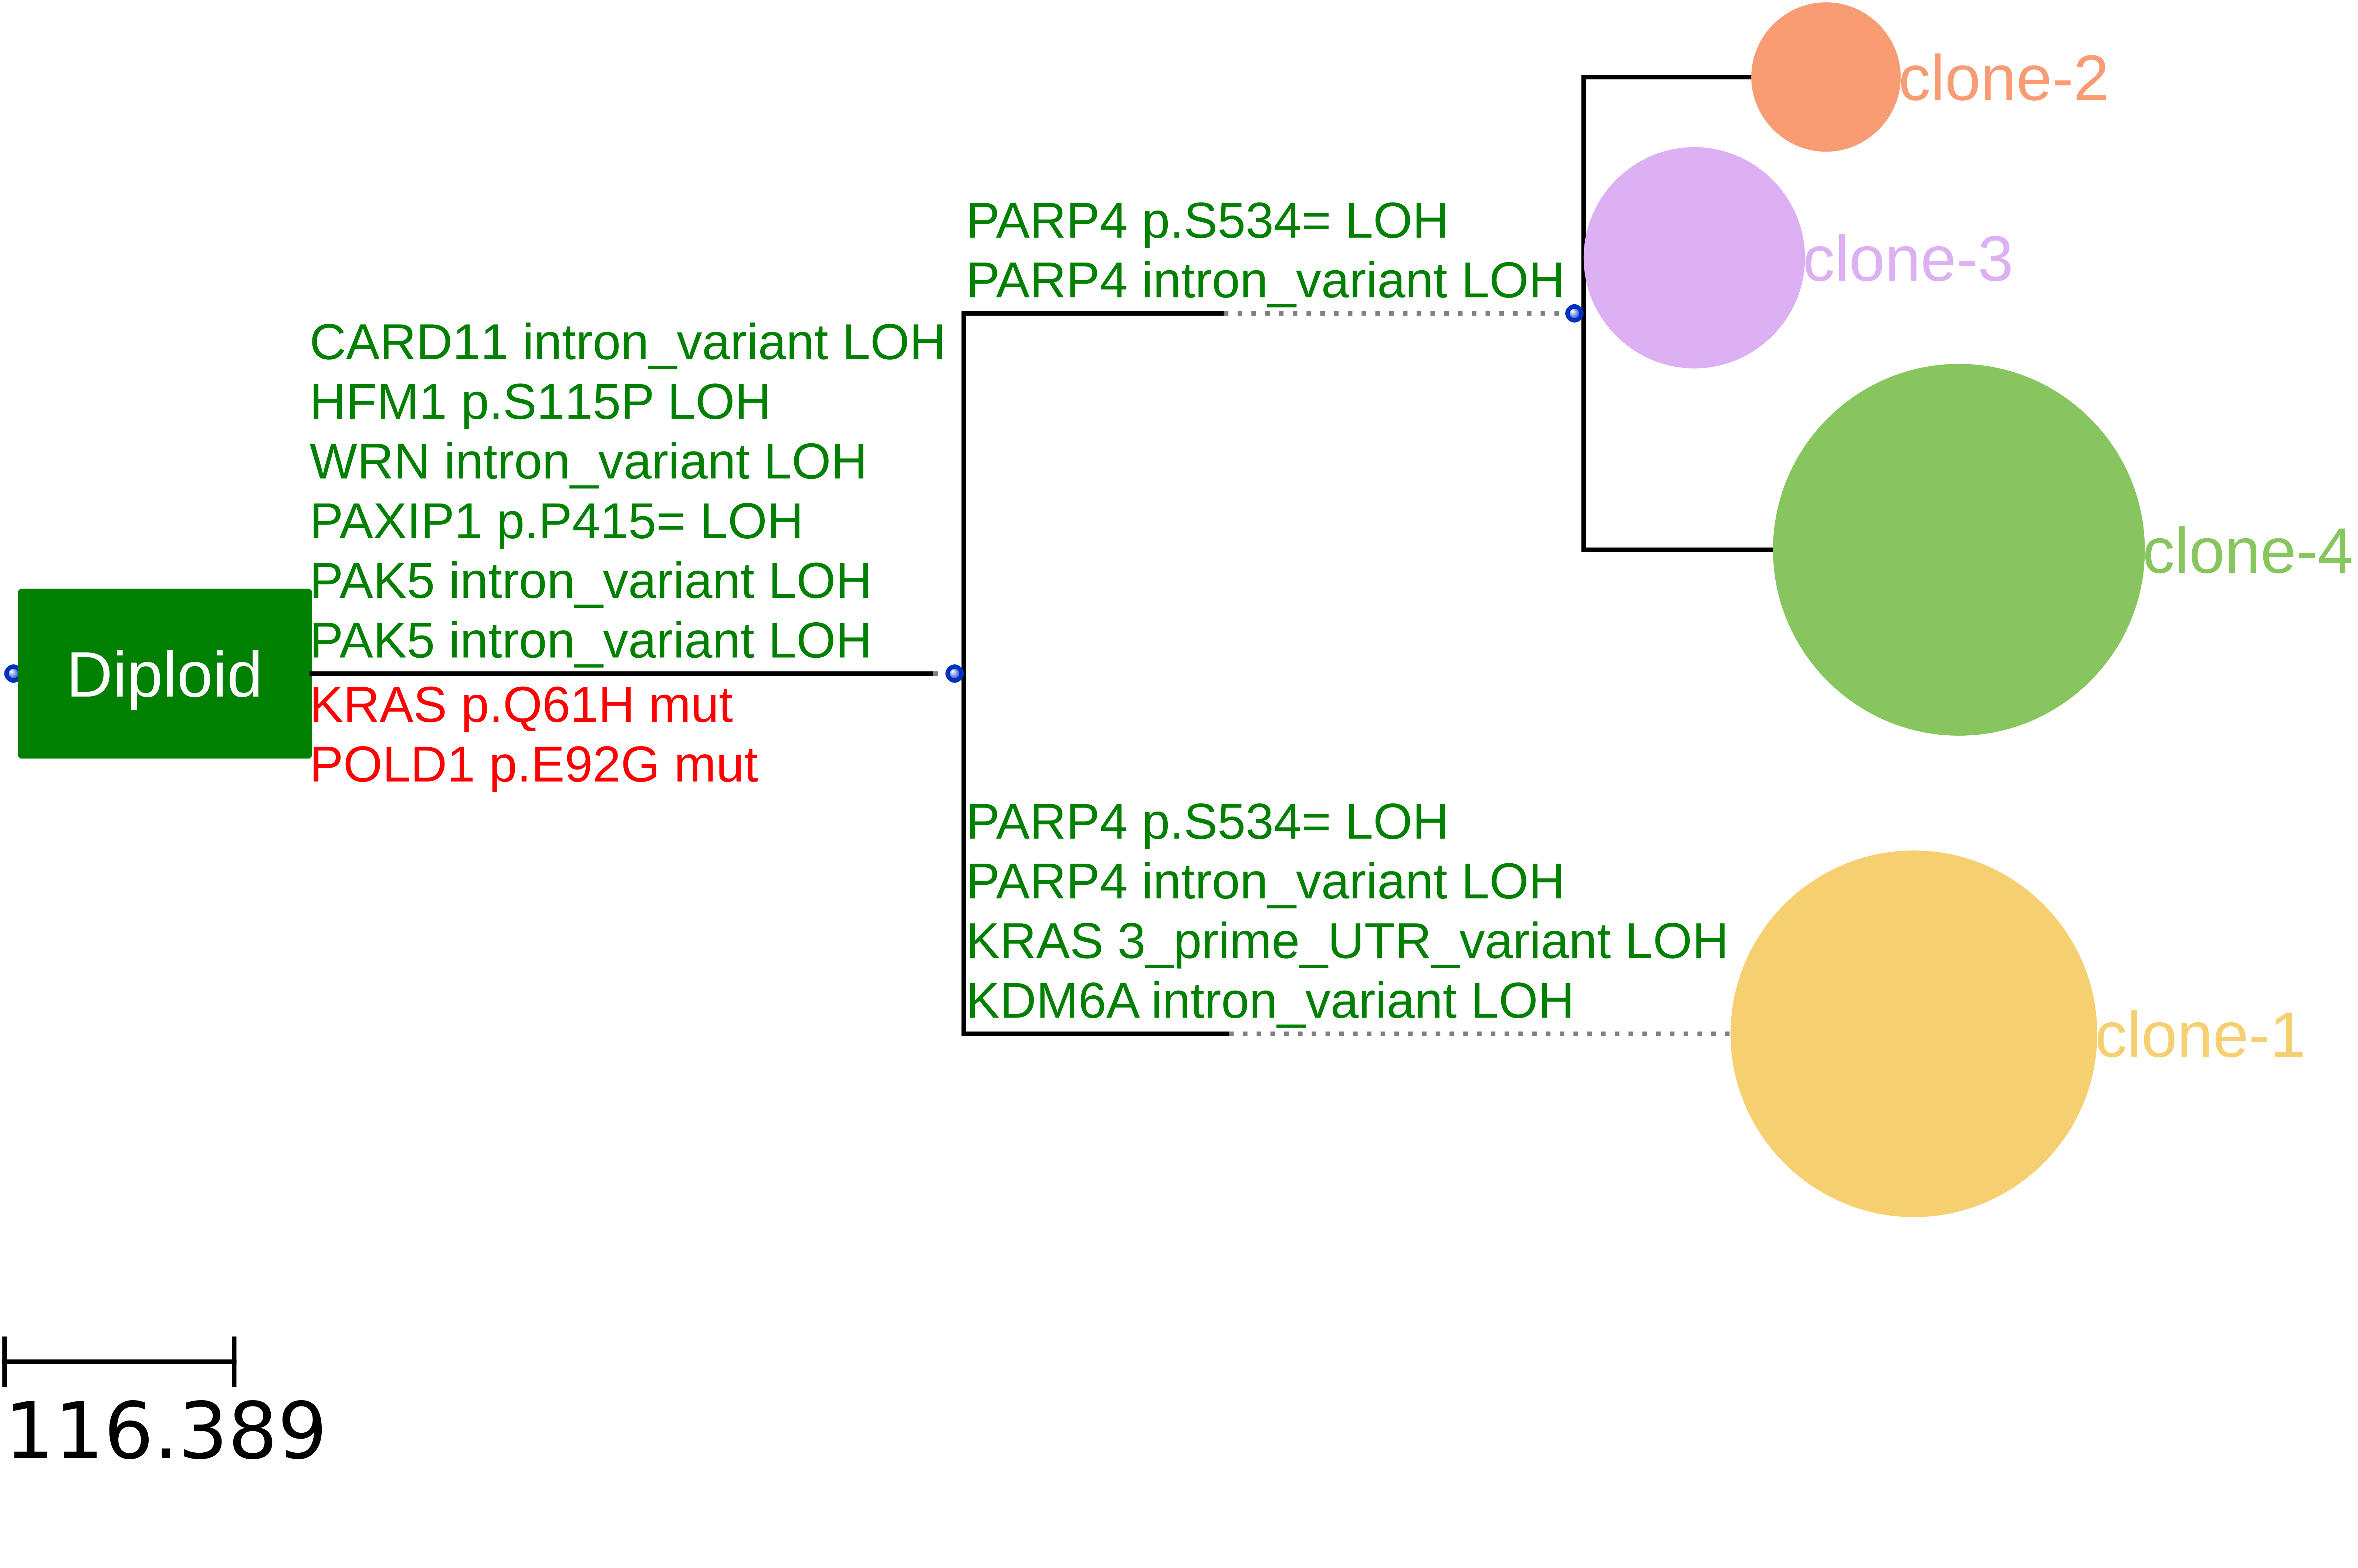 clone-2
PARP4 p.S534= LOH
clone-3
PARP4 intron_variant LOH
CARD11 intron_variant LOH
HFM1 p.S115P LOH
WRN intron_variant LOH
PAXIP1 p.P415= LOH
clone-4
PAK5 intron_variant LOH
PAK5 intron_variant LOH
Diploid
KRAS p.Q61H mut
POLD1 p.E92G mut
PARP4 p.S534= LOH
PARP4 intron_variant LOH
KRAS 3_prime_UTR_variant LOH
KDM6A intron_variant LOH
clone-1
116.389